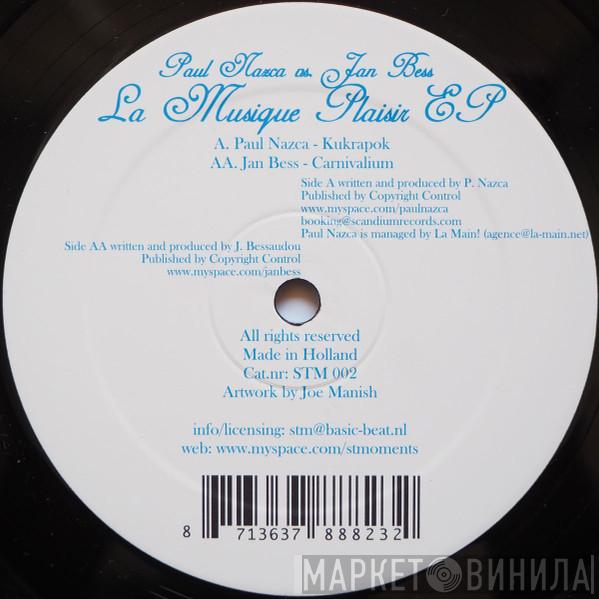 Paul Nazca vs. Jan Bess
La Musique Plaisir EP
A. Paul Nazca - Kukrapok
AA. Jan Bess - Carnivalium
Side A written and produced by P. Nazca
Published by Copyright Control
www.myspace.com/paulnazca
booking@scandiumrecords.com
Paul Nazca is managed by La Main! (agence@la-main.net)
Side AA written and produced by J. Bessaudou
Published by Copyright Control
www.myspace.com/janbess
All rights reserved
Made in Holland
Cat.nr: STM 002
Artwork by Joe Manish
info/licensing: stm@basic-beat.nl
web: www.myspace.com/stmoments
8 713637 888232
МАРКЕТ ВИНИЛА